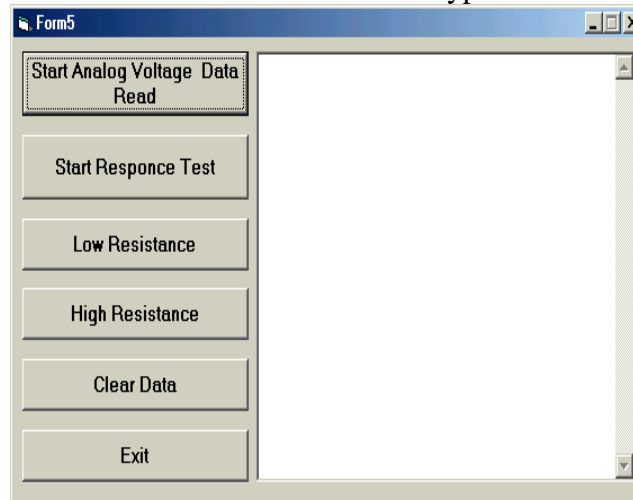 Form5
Start Analog Voltage Data
Read
Start Responce Test
Low Resistance
High Resistance
Clear Data
Exit